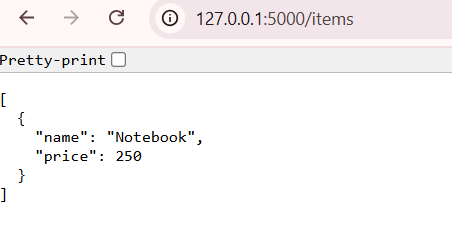 127.0.0.1:5000/items
Pretty-print
[
  {
    "name": "Notebook",
    "price": 250
  }
]